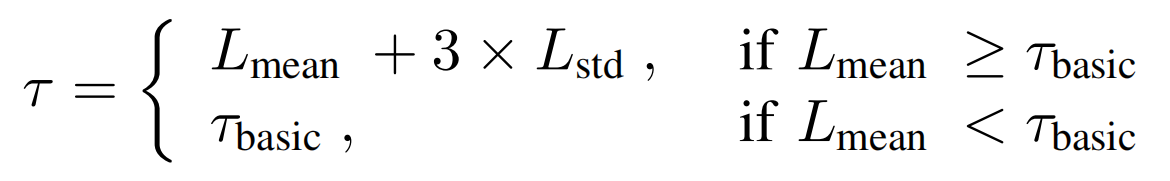 τ = { L_mean + 3 × L_std , if L_mean ≥ τ_basic
τ_basic , if L_mean < τ_basic